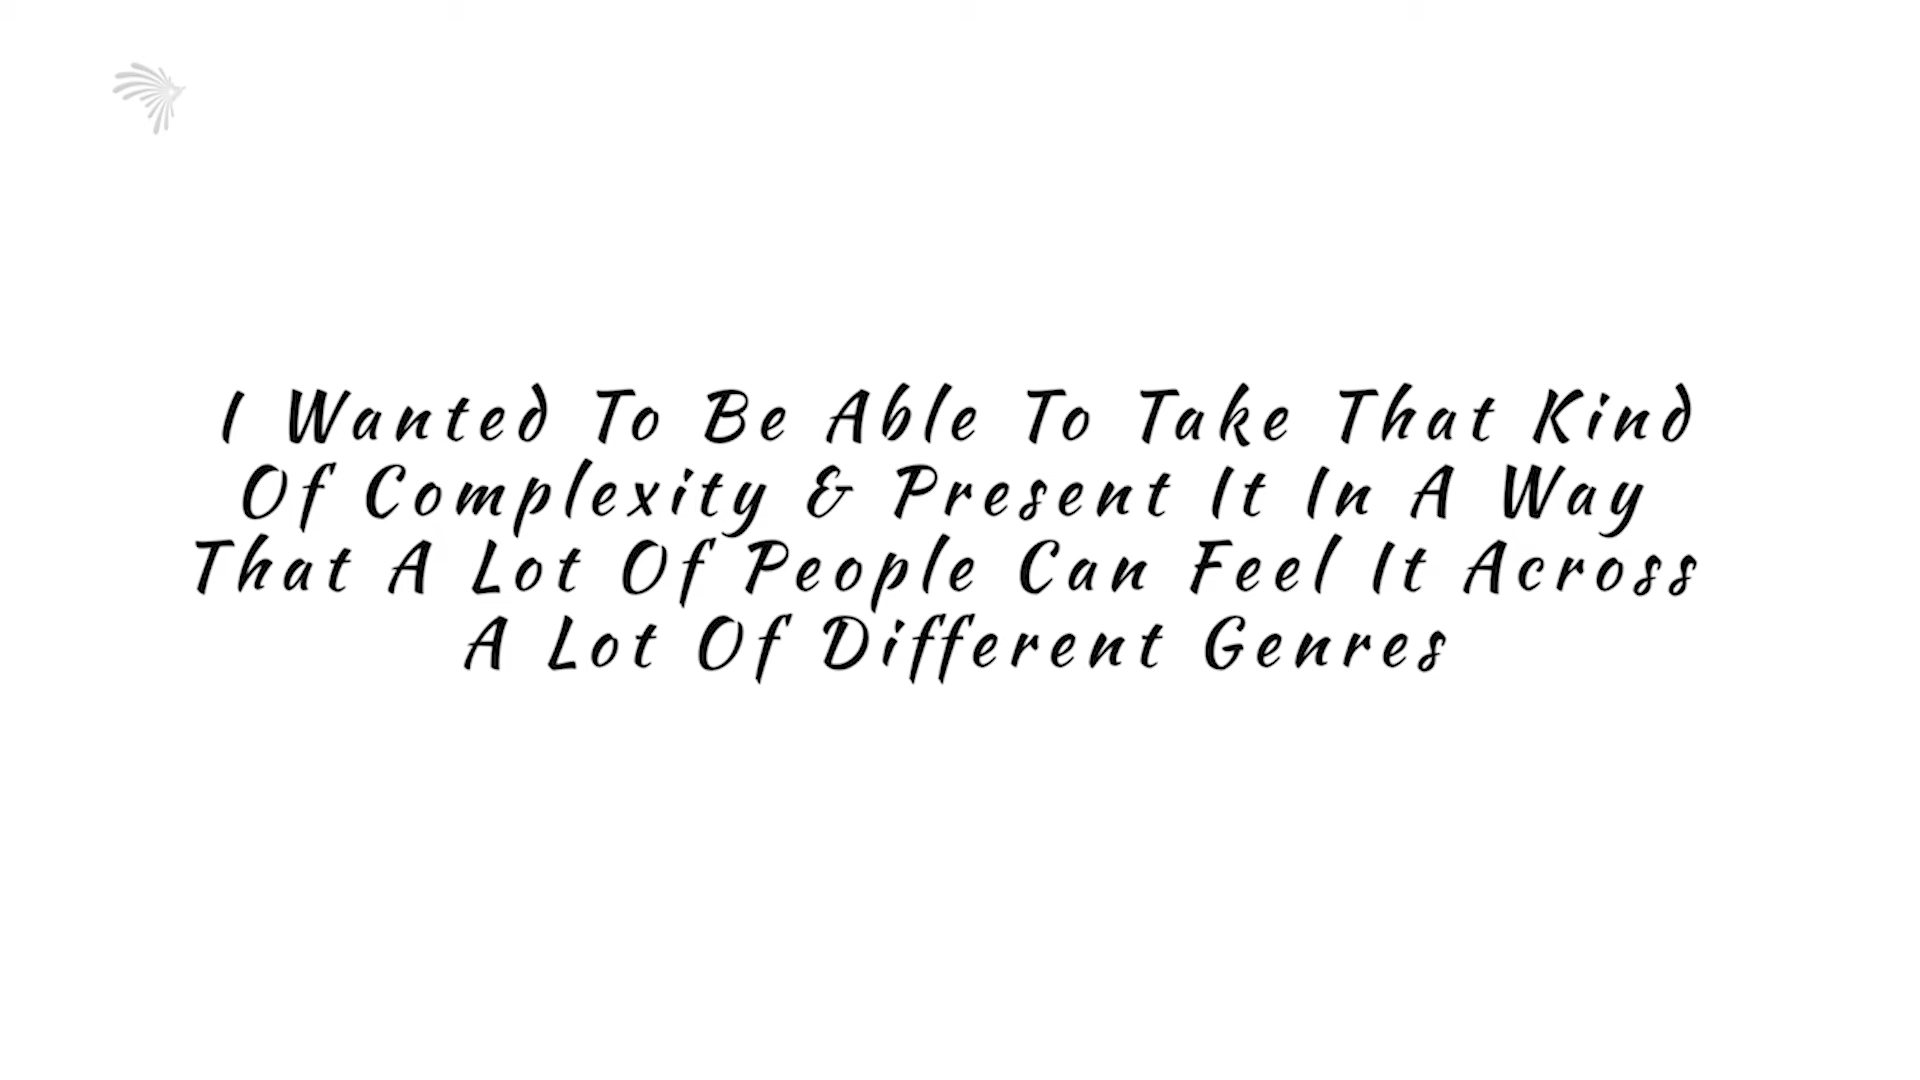 I Wanted To Be Able To Take That Kind
Of Complexity & Present It In A Way
That A Lot Of People Can Feel It Across
A Lot Of Different Genres